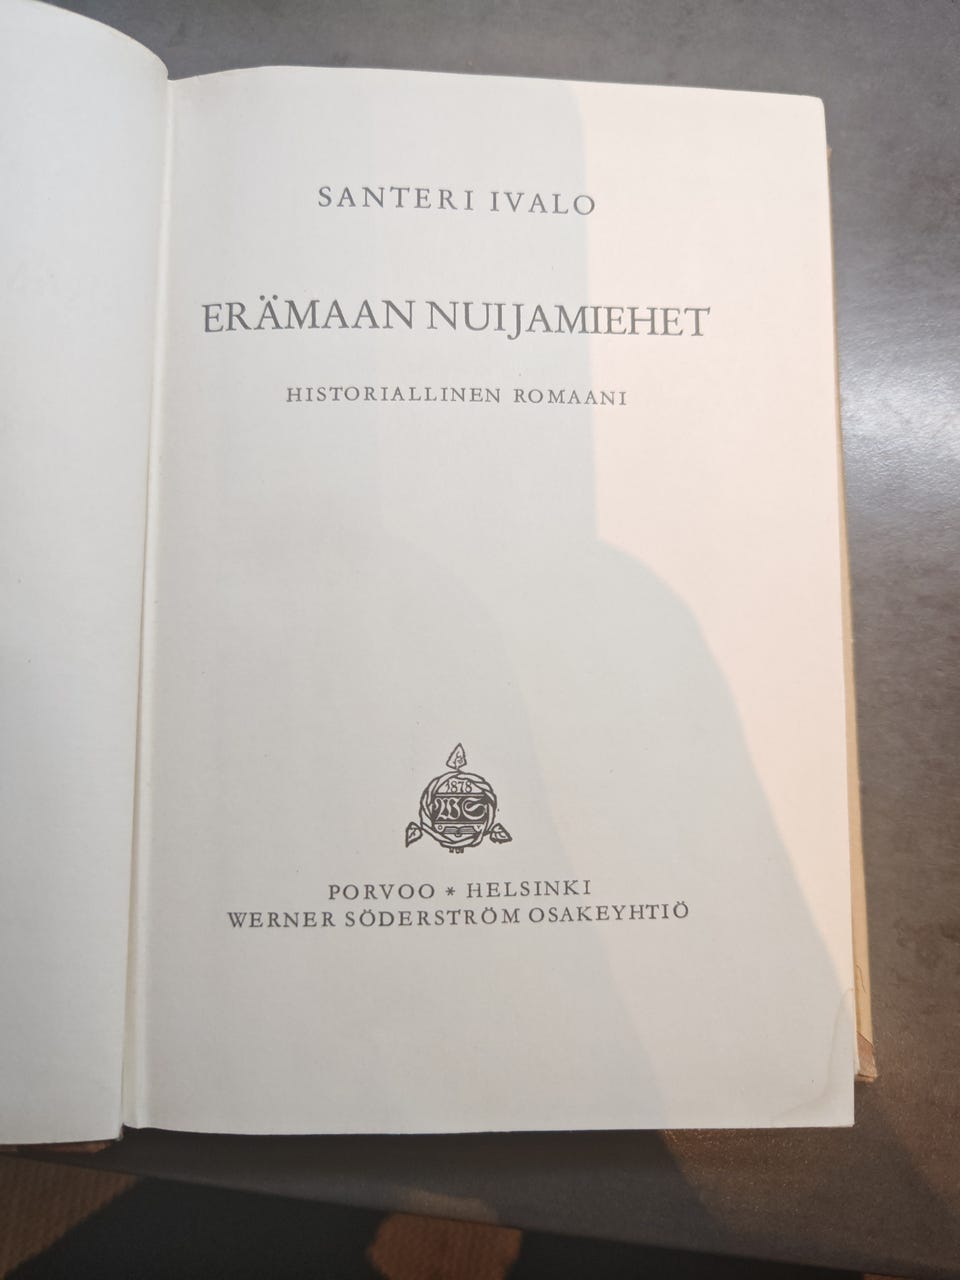 SANTERI IVALO
ERÄMAAN NUIJAMIEHET
HISTORIALLINEN ROMAANI
1878
WS
PORVOO * HELSINKI
WERNER SÖDERSTRÖM OSAKEYHTIÖ